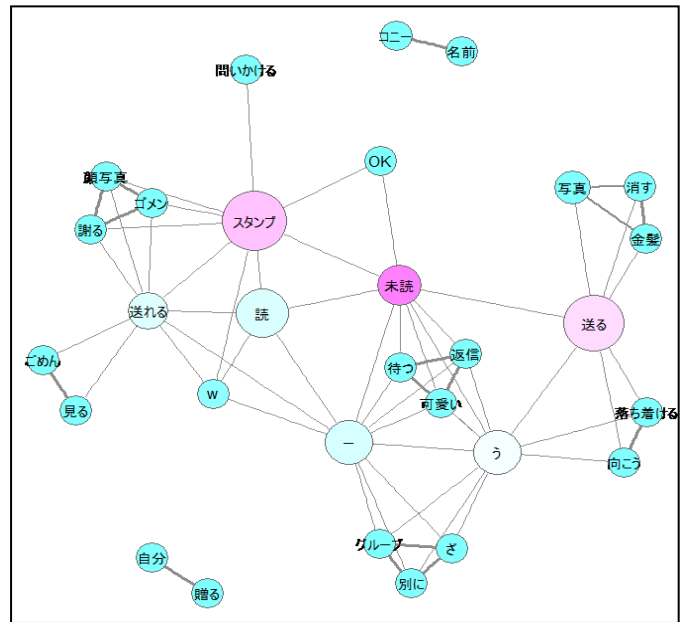 コニー
名前
問いかける
OK
顔写真
ゴメン
謝る
スタンプ
写真
消す
金髪
未読
送れる
読
送る
ごめん
見る
w
待つ
返信
可愛い
落ち着ける
向こう
ー
う
グループ
ざ
別に
自分
贈る